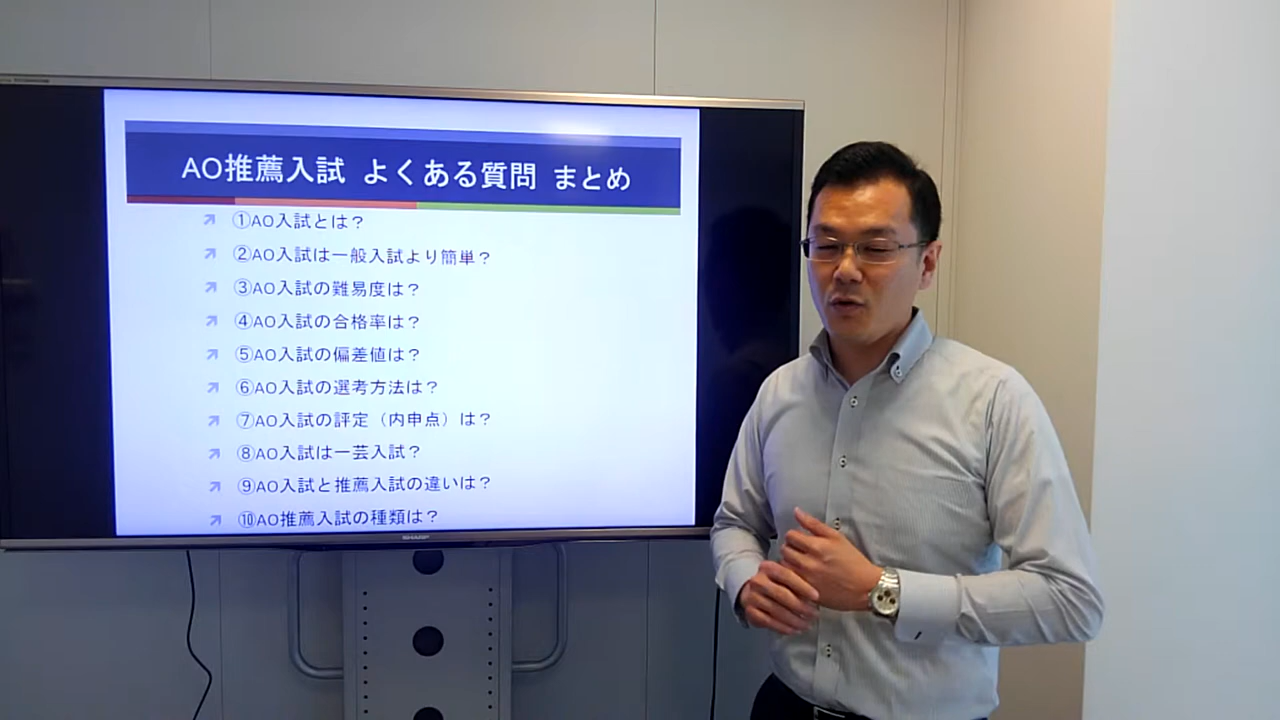 AO推薦入試 よくある質問 まとめ
①AO入試とは？
②AO入試は一般入試より簡単？
③AO入試の難易度は？
④AO入試の合格率は？
⑤AO入試の偏差値は？
⑥AO入試の選考方法は？
⑦AO入試の評定（内申点）は？
⑧AO入試は一芸入試？
⑨AO入試と推薦入試の違いは？
⑩AO推薦入試の種類は？
SHARP